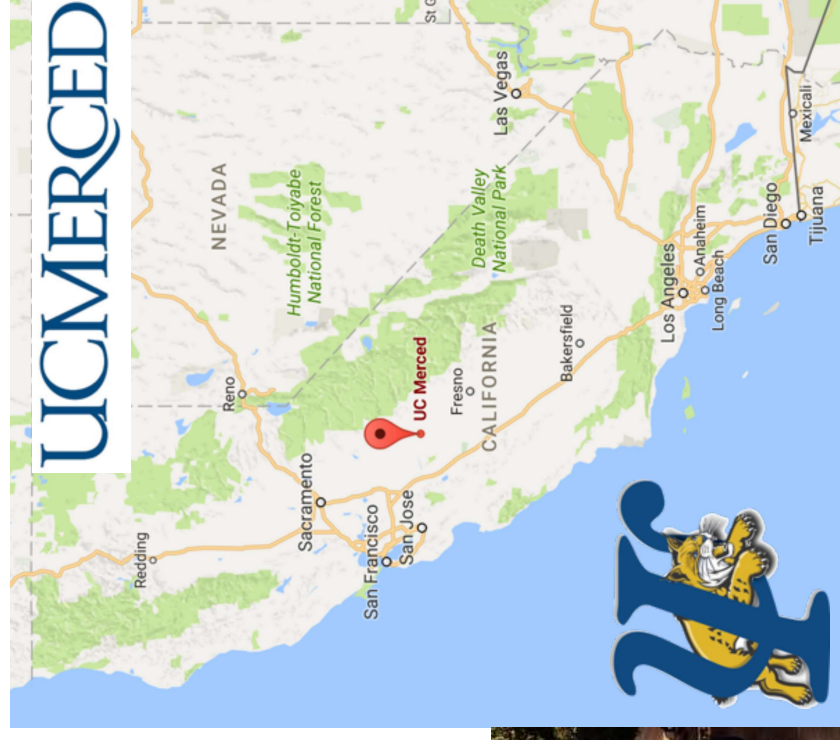 UCMERCED
Redding
NEVADA
Reno
Humboldt-Toiyabe
National Forest
Sacramento
San Francisco
San Jose
UC Merced
St G
Fresno
Death Valley
National Park
CALIFORNIA
Las Vegas
Bakersfield
Los Angeles
Anaheim
Long Beach
San Diego
Mexicali
Tijuana